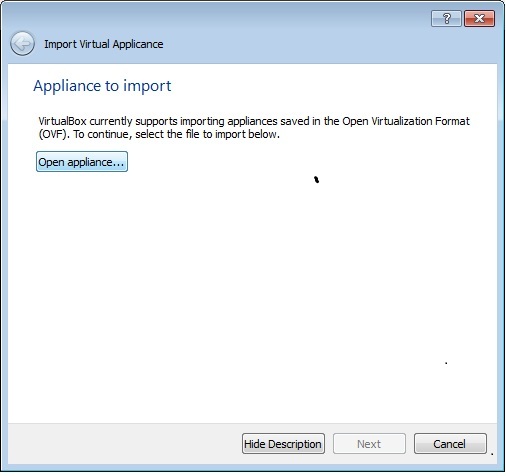 ?
Import Virtual Applicance
Appliance to import
VirtualBox currently supports importing appliances saved in the Open Virtualization Format
(OVF). To continue, select the file to import below.
Open appliance...
Hide Description Next Cancel